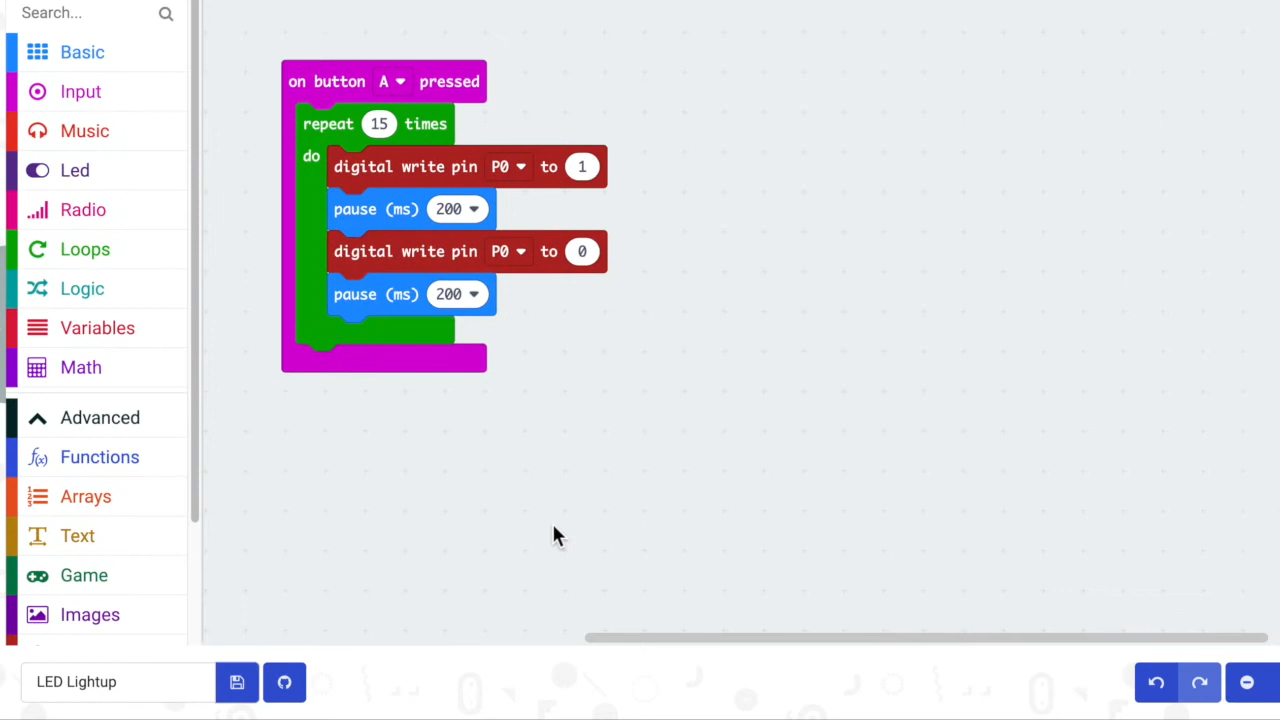 Search...
Basic
Input
Music
Led
Radio
Loops
Logic
Variables
Math
Advanced
f(x) Functions
Arrays
Text
Game
Images
on button A pressed
repeat 15 times
do
digital write pin P0 to 1
pause (ms) 200
digital write pin P0 to 0
pause (ms) 200
LED Lightup